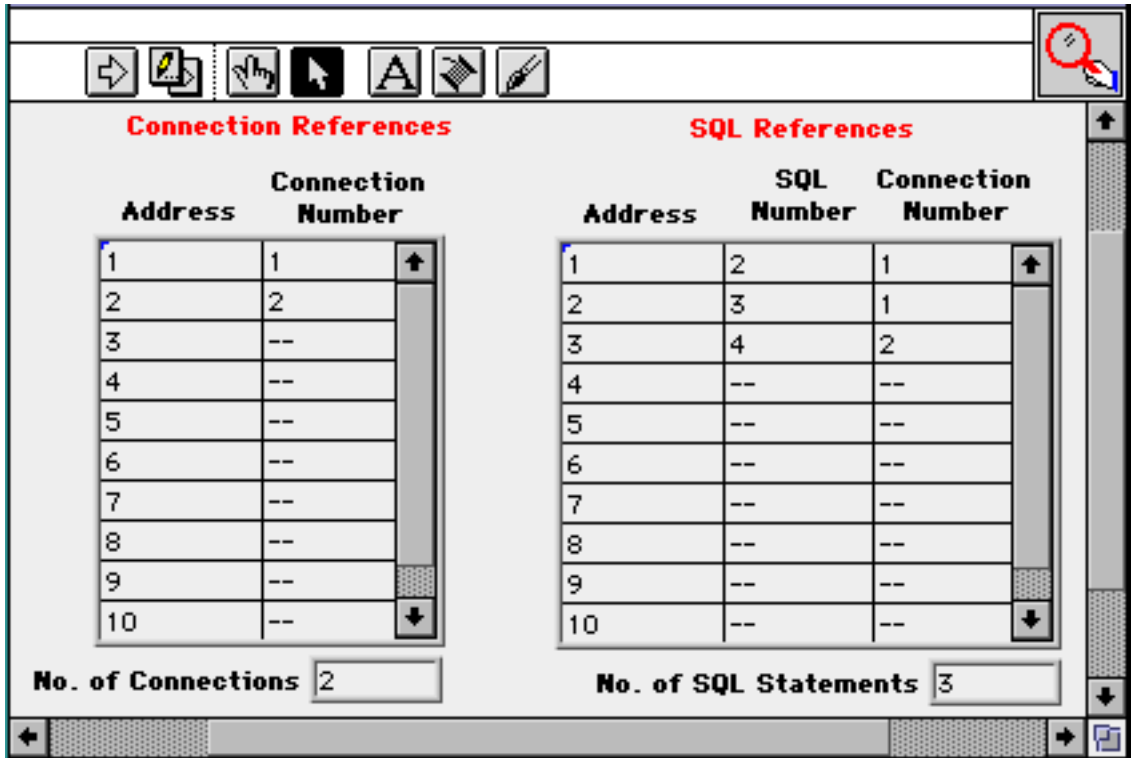 A
Connection References SQL References
Connection SQL Connection
Address Number Address Number Number
1 1 1 2 1
2 2 2 3 1
3 -- 3 4 2
4 -- 4 -- --
5 -- 5 -- --
6 -- 6 -- --
7 -- 7 -- --
8 -- 8 -- --
9 -- 9 -- --
10 -- 10 -- --
No. of Connections 2 No. of SQL Statements 3